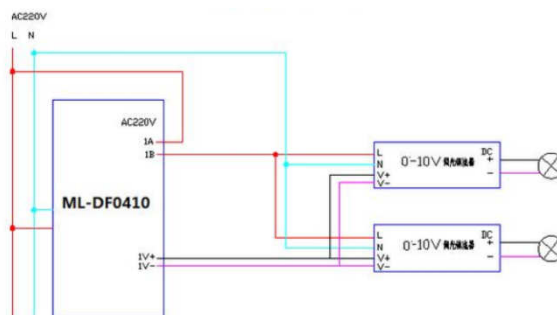 AC220V
L N
AC220V
1A
1B
ML-DF0410
1V+
1V-
L
N
V+
V-
0-10V
DC
+
-
L
N
V+
V-
0-10V
DC
+
-